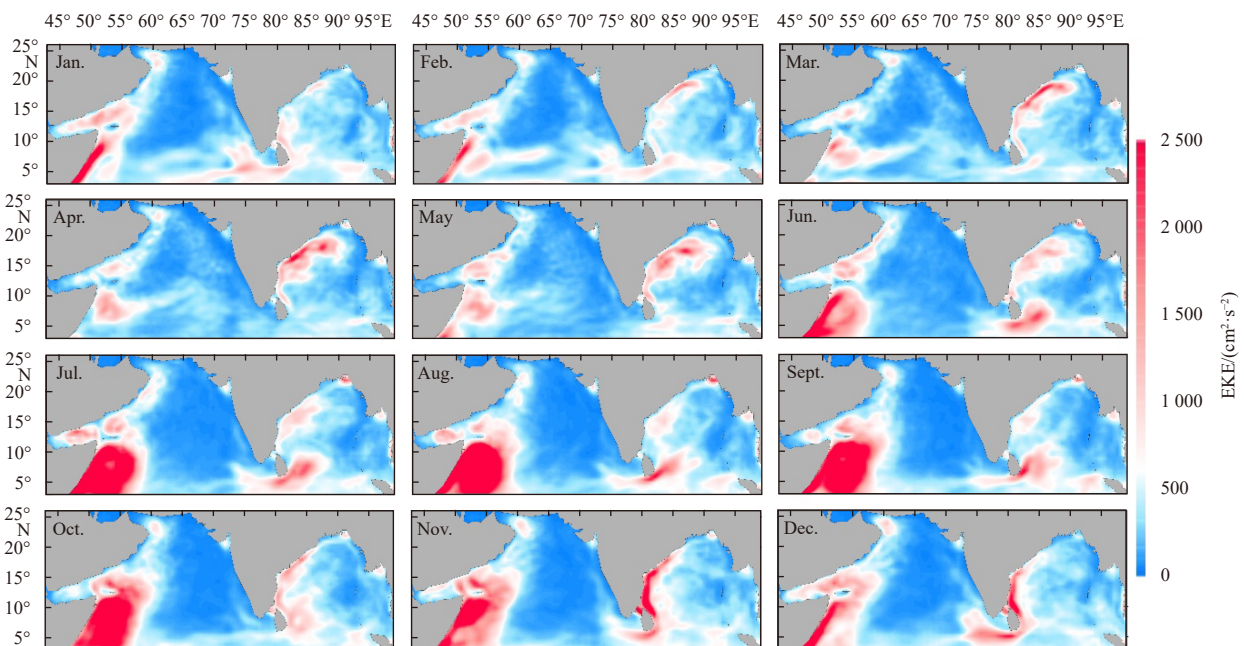 45° 50° 55° 60° 65° 70° 75° 80° 85° 90° 95°E 45° 50° 55° 60° 65° 70° 75° 80° 85° 90° 95°E 45° 50° 55° 60° 65° 70° 75° 80° 85° 90° 95°E
25°
N
20°
15°
10°
5°
Jan.
Feb.
Mar.
25°
N
20°
15°
10°
5°
Apr.
May
Jun.
25°
N
20°
15°
10°
5°
Jul.
Aug.
Sept.
25°
N
20°
15°
10°
5°
Oct.
Nov.
Dec.
2 500
2 000
1 500
1 000
500
0
EKE/(cm²·s⁻²)